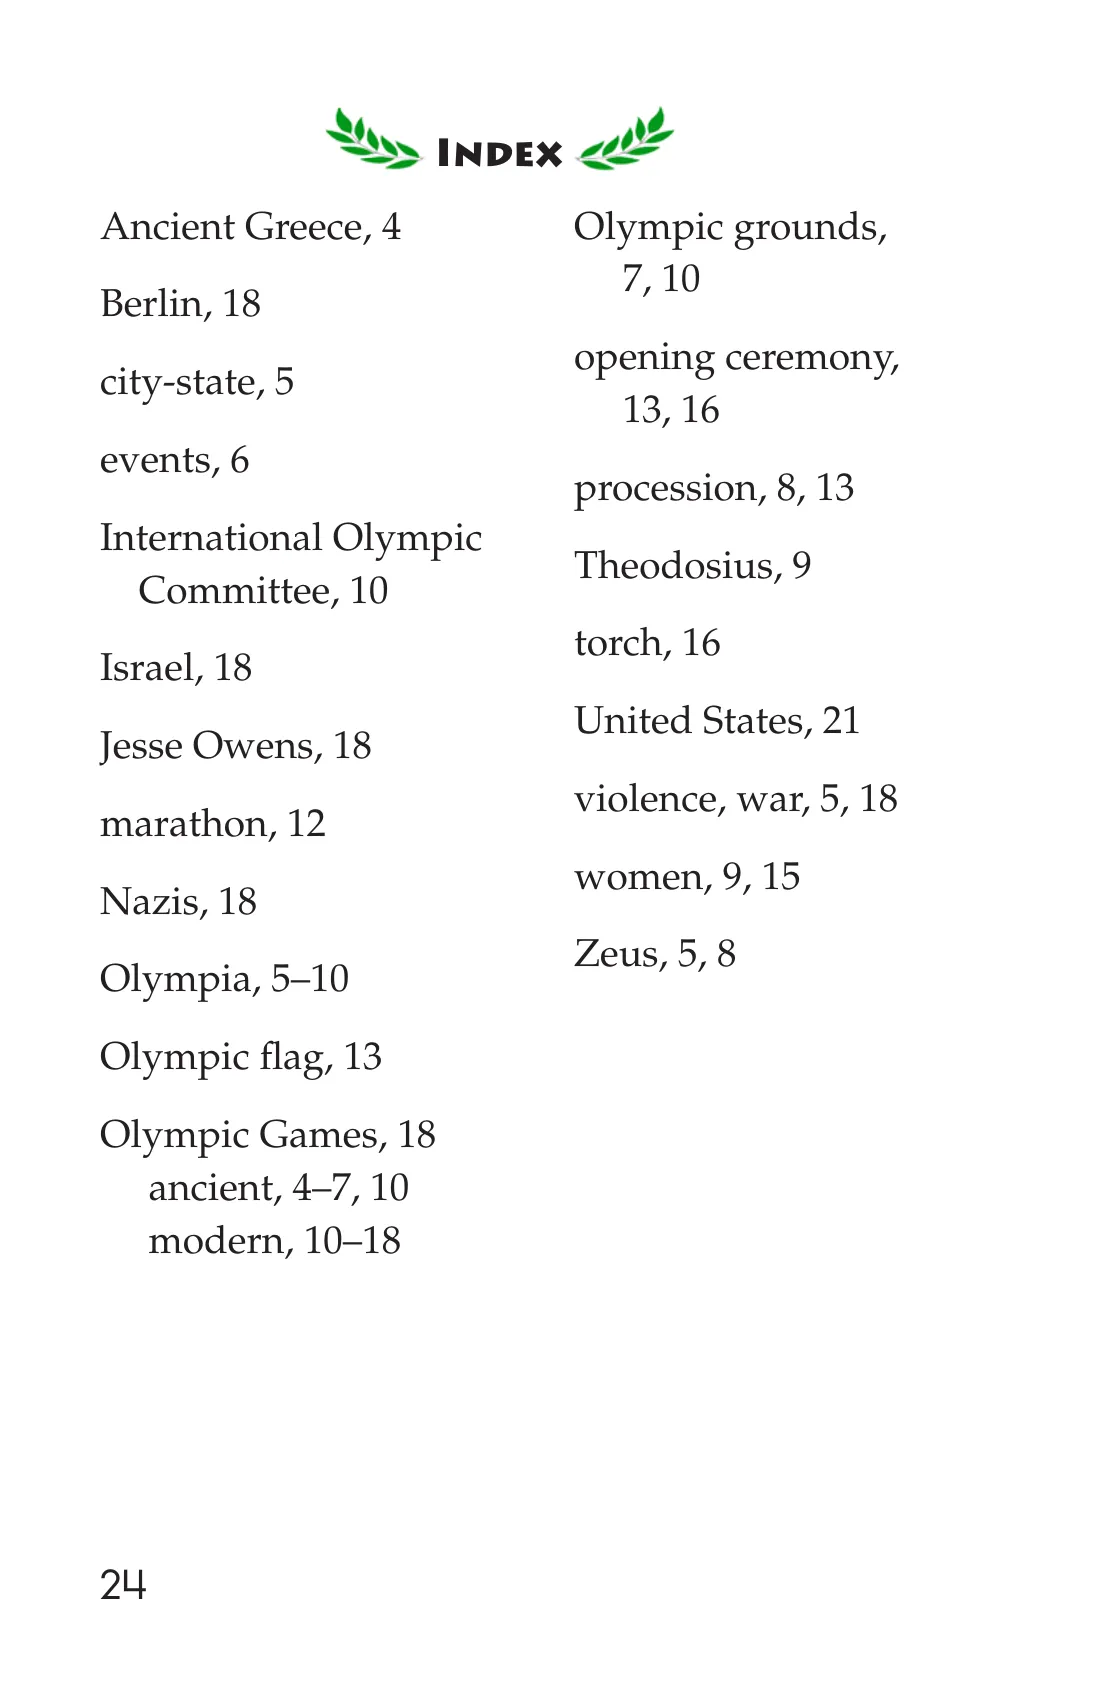 Index
Ancient Greece, 4
Berlin, 18
city-state, 5
events, 6
International Olympic
Committee, 10
Israel, 18
Jesse Owens, 18
marathon, 12
Nazis, 18
Olympia, 5–10
Olympic flag, 13
Olympic Games, 18
ancient, 4–7, 10
modern, 10–18
Olympic grounds,
7, 10
opening ceremony,
13, 16
procession, 8, 13
Theodosius, 9
torch, 16
United States, 21
violence, war, 5, 18
women, 9, 15
Zeus, 5, 8
24